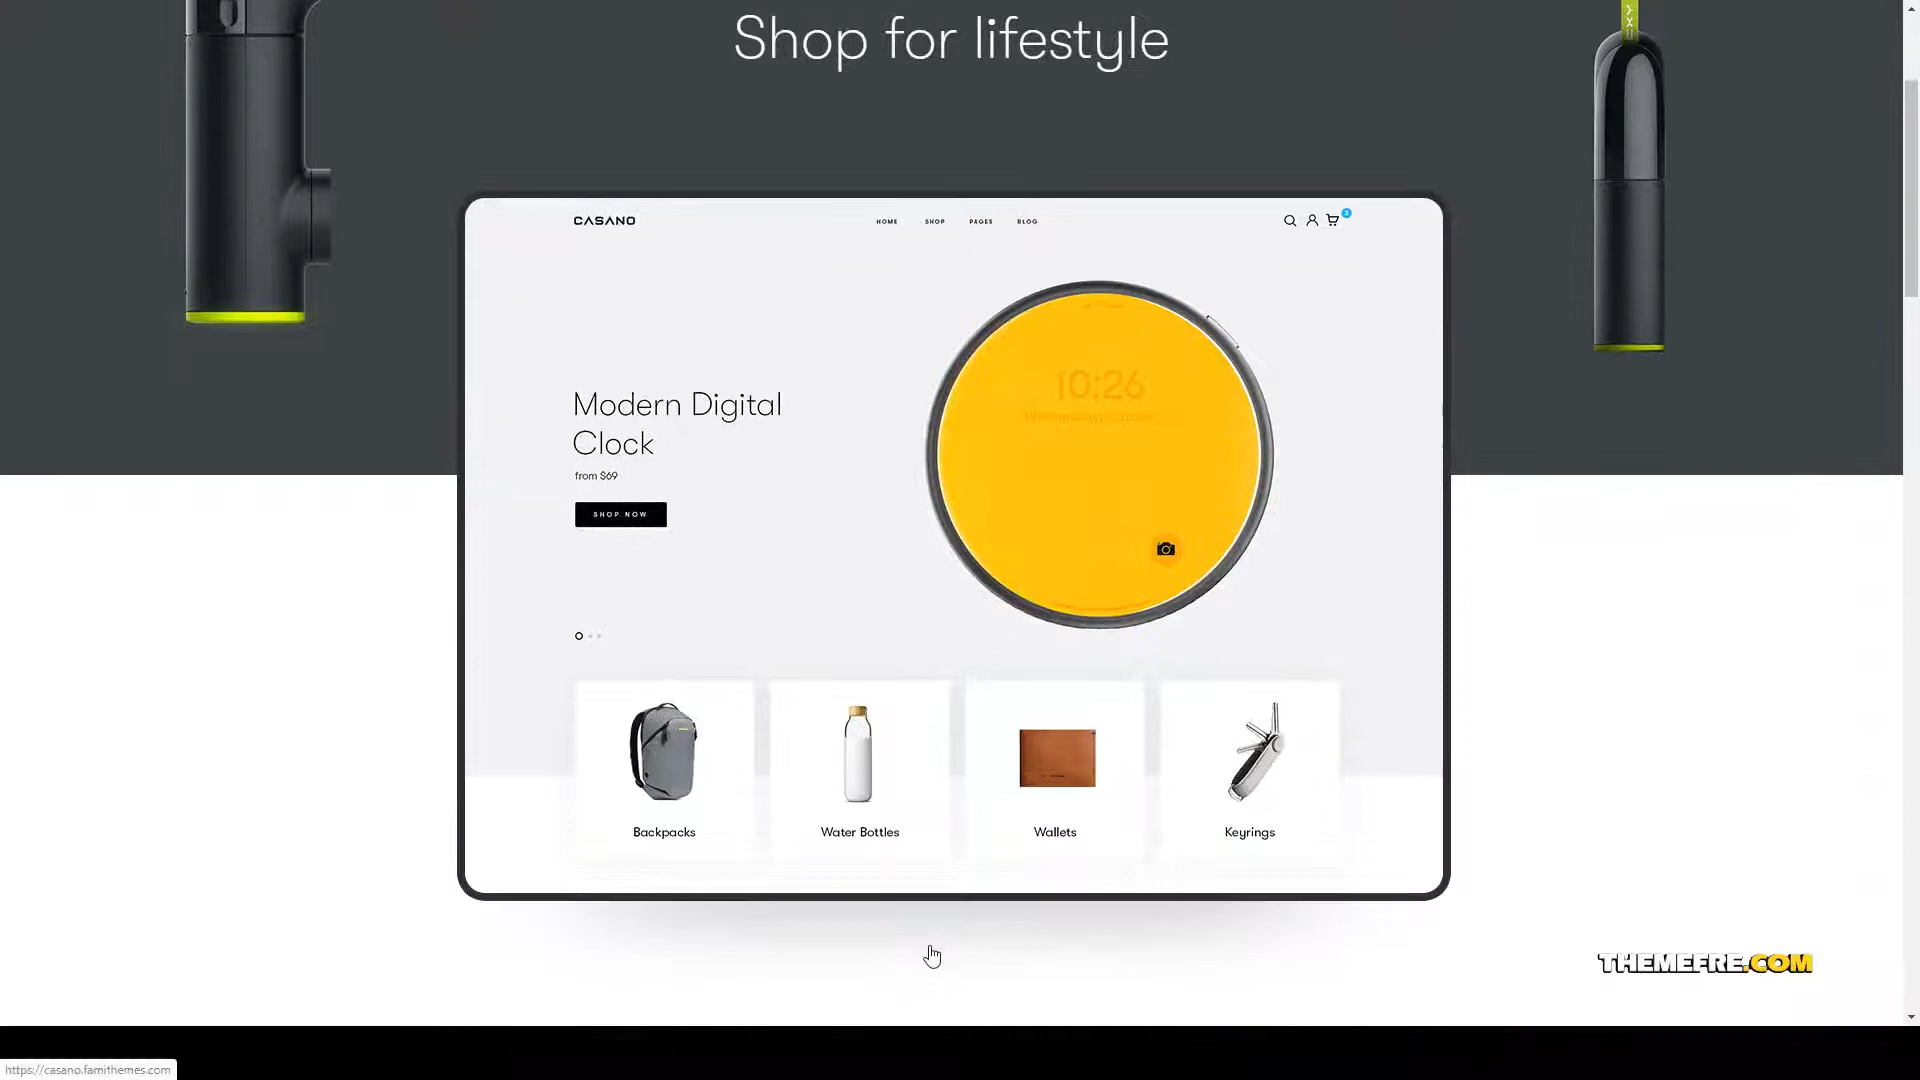 Shop for lifestyle
CASANO
HOME SHOP PAGES BLOG
3
10:26
Modern Digital
Clock
from $69
SHOP NOW
Backpacks Water Bottles Wallets Keyrings
THEMEFRE.COM
https://casano.famithemes.com